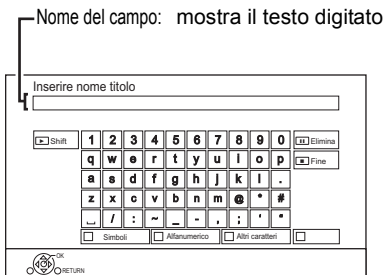 Nome del campo: mostra il testo digitato
Inserire nome titolo
Shift 1 2 3 4 5 6 7 8 9 0 Elimina
q w e r t y u i o p Fine
a s d f g h j k l .
z x c v b n m @ * #
⎵ / : ~ _ - , ; ' "
Simboli Alfanumerico Altri caratteri
OK
RETURN